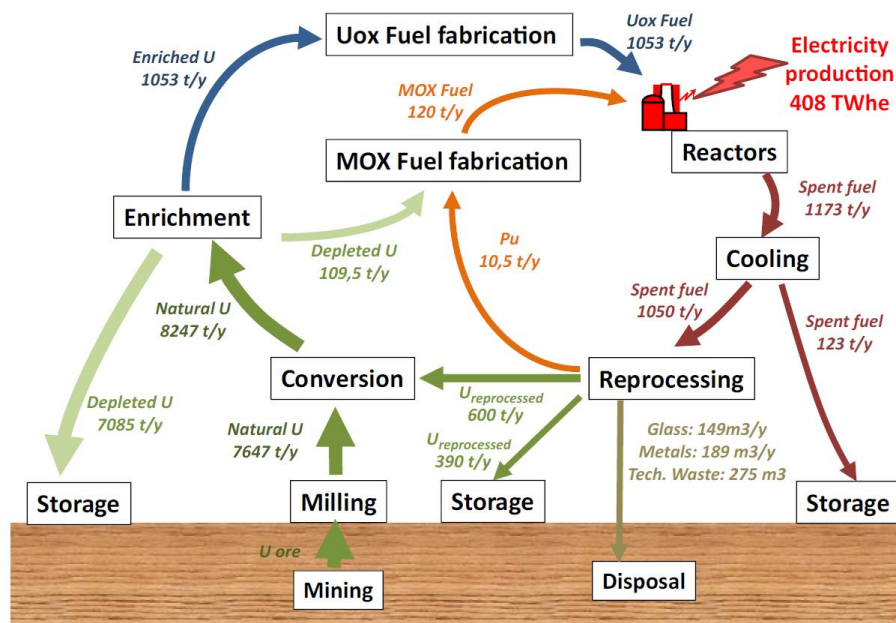 Uox Fuel fabrication
Uox Fuel
1053 t/y
Electricity
production
408 TWhe
Enriched U
1053 t/y
MOX Fuel
120 t/y
MOX Fuel fabrication
Reactors
Spent fuel
1173 t/y
Enrichment
Depleted U
109,5 t/y
Pu
10,5 t/y
Cooling
Natural U
8247 t/y
Spent fuel
1050 t/y
Spent fuel
123 t/y
Conversion
Reprocessing
Ureprocessed
600 t/y
Depleted U
7085 t/y
Natural U
7647 t/y
Ureprocessed
390 t/y
Glass: 149m3/y
Metals: 189 m3/y
Tech. Waste: 275 m3
Storage
Milling
Storage
Storage
U ore
Mining
Disposal